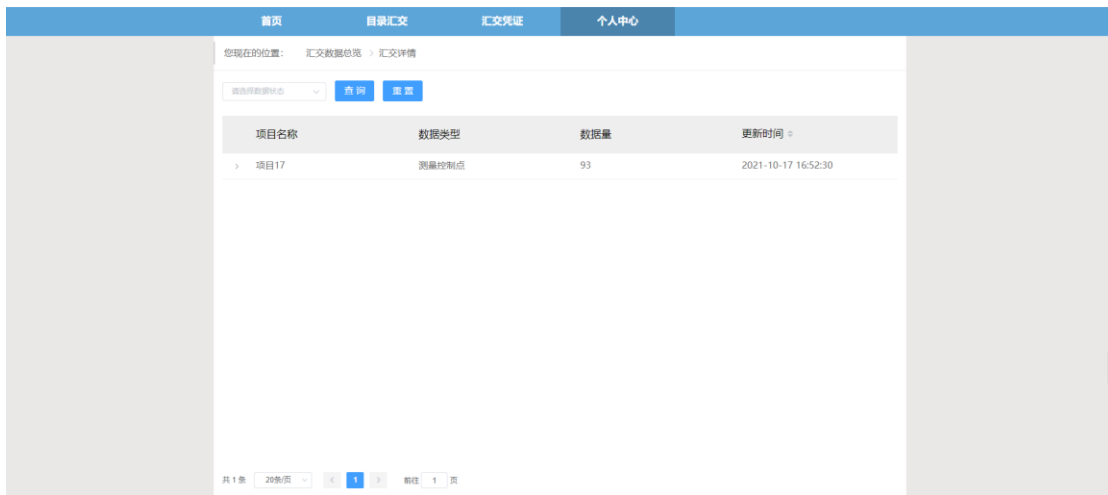 首页 目录汇交 汇交凭证 个人中心
您现在的位置： 汇交数据总览 > 汇交详情
请选择数据状态 查询 重置
项目名称 数据类型 数据量 更新时间
> 项目17 测量控制点 93 2021-10-17 16:52:30
共 1 条 20条/页 < 1 > 前往 1 页